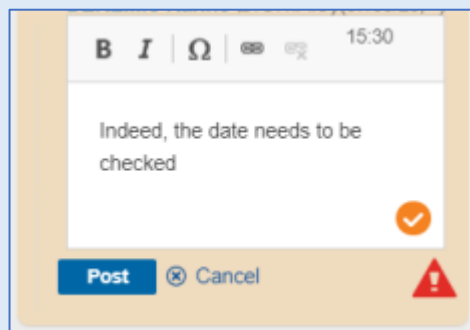 15:30
B I Ω
Indeed, the date needs to be
checked
Post Cancel